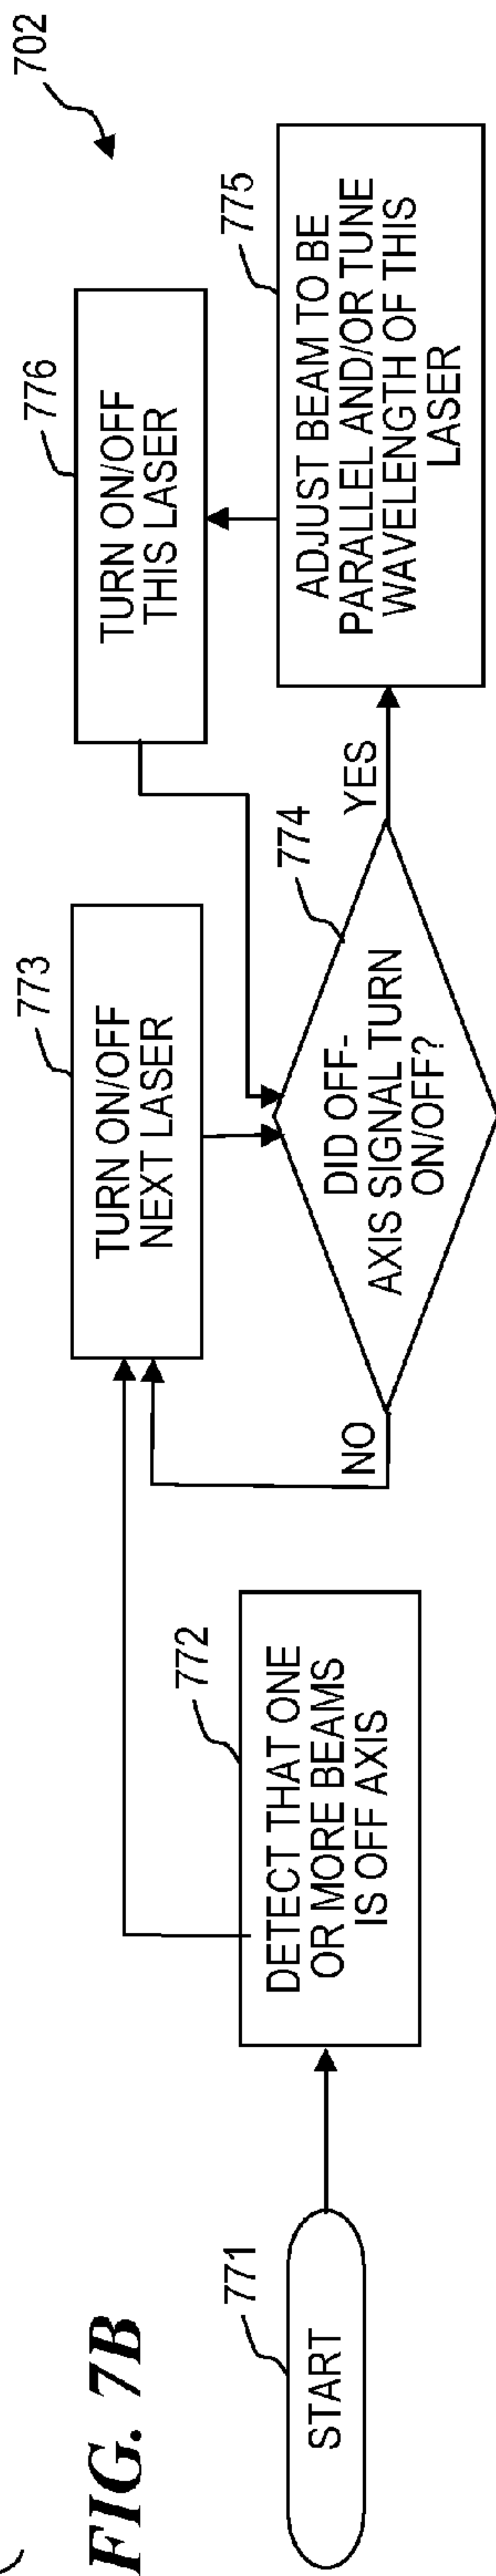 FIG. 7B
702
771
START
772
DETECT THAT ONE
OR MORE BEAMS
IS OFF AXIS
773
TURN ON/OFF
NEXT LASER
774
DID OFF-
AXIS SIGNAL TURN
ON/OFF?
NO
YES
775
ADJUST BEAM TO BE
PARALLEL AND/OR TUNE
WAVELENGTH OF THIS
LASER
776
TURN ON/OFF
THIS LASER